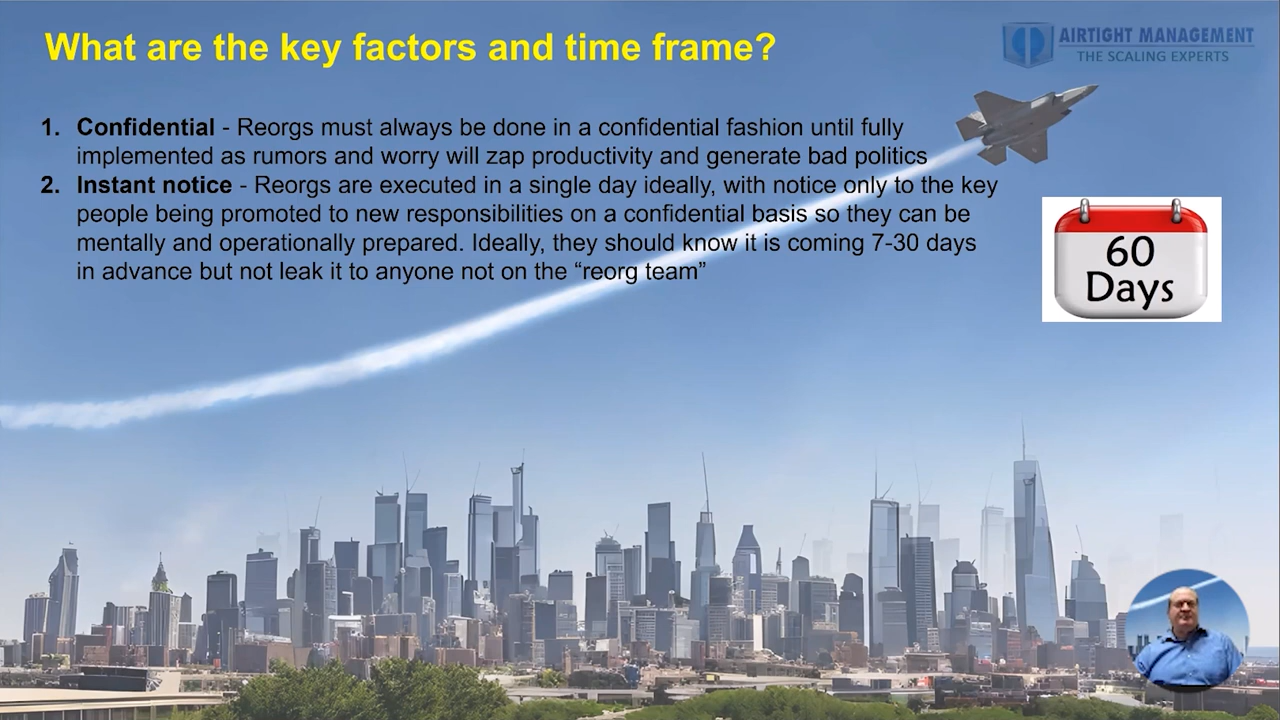 What are the key factors and time frame?
AIRTIGHT MANAGEMENT
THE SCALING EXPERTS
1. Confidential - Reorgs must always be done in a confidential fashion until fully
implemented as rumors and worry will zap productivity and generate bad politics
2. Instant notice - Reorgs are executed in a single day ideally, with notice only to the key
people being promoted to new responsibilities on a confidential basis so they can be
mentally and operationally prepared. Ideally, they should know it is coming 7-30 days
in advance but not leak it to anyone not on the “reorg team”
60
Days